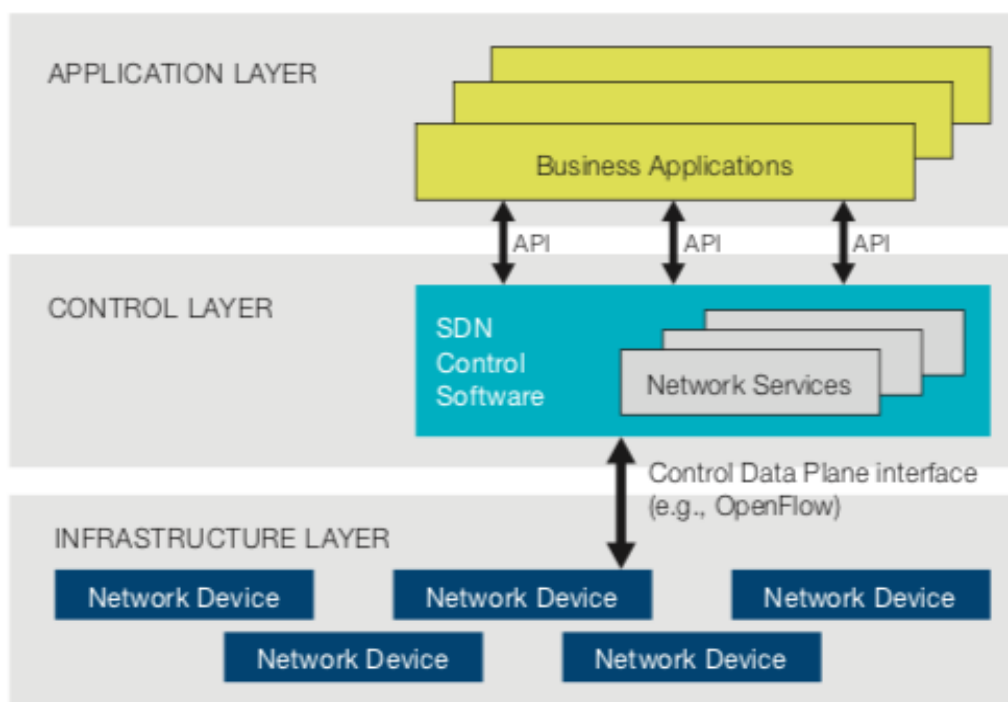 APPLICATION LAYER
Business Applications
API
API
API
CONTROL LAYER
SDN
Control
Software
Network Services
Control Data Plane interface
(e.g., OpenFlow)
INFRASTRUCTURE LAYER
Network Device
Network Device
Network Device
Network Device
Network Device